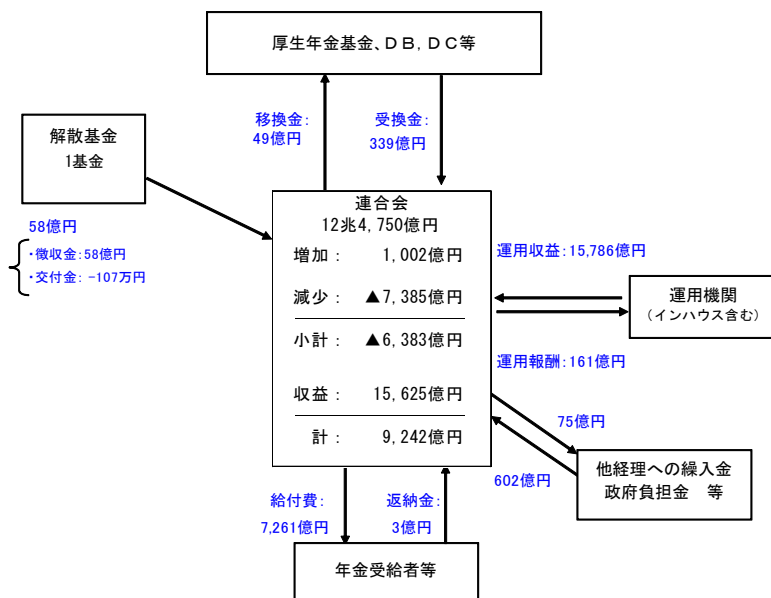 厚生年金基金、ＤＢ，ＤＣ等
移換金：
49億円
受換金：
339億円
解散基金
1基金
58億円
・徴収金：58億円
・交付金： -107万円
連合会
12兆4,750億円
増加： 1,002億円
減少： ▲7,385億円
小計： ▲6,383億円
収益： 15,625億円
計： 9,242億円
運用収益：15,786億円
運用機関
（インハウス含む）
運用報酬：161億円
75億円
602億円
他経理への繰入金
政府負担金　等
給付費：
7,261億円
返納金：
3億円
年金受給者等